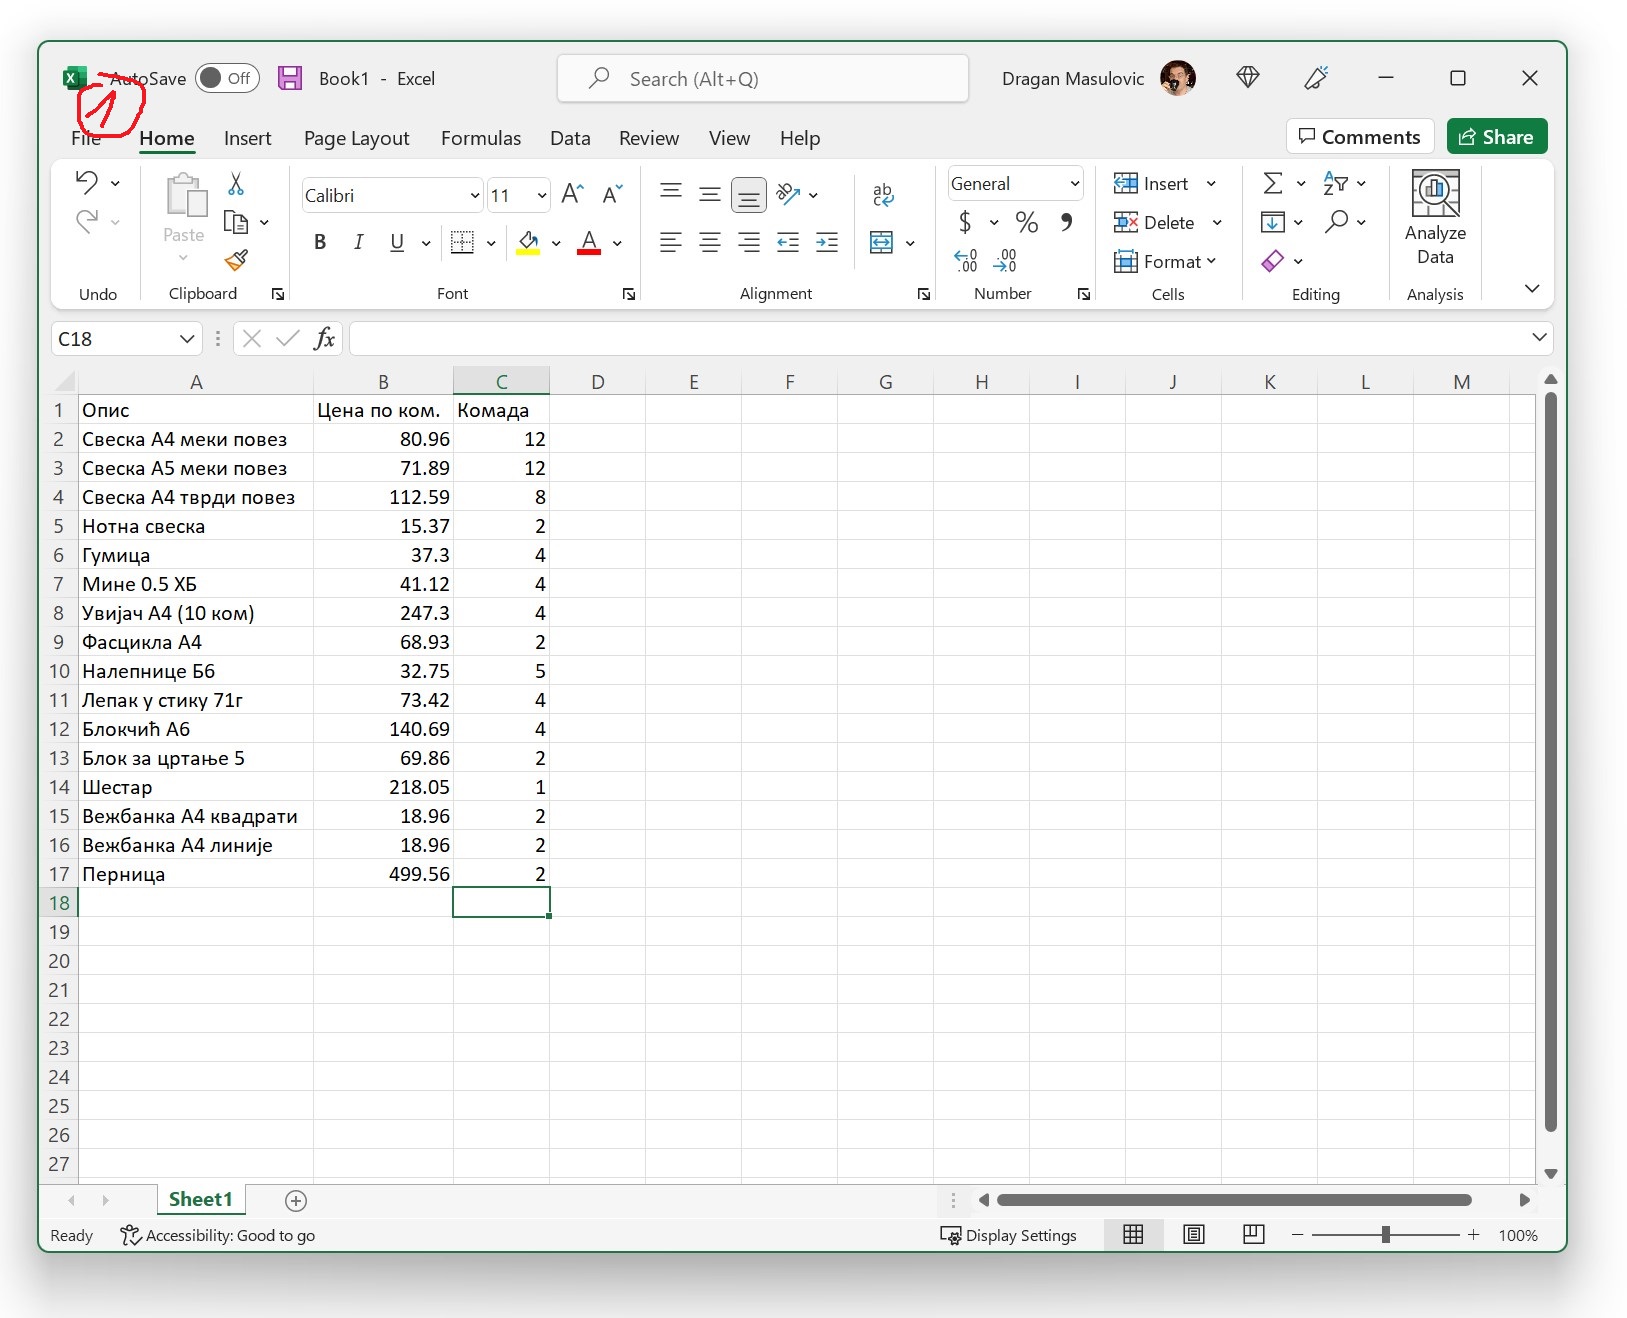 AutoSave Off Book1 - Excel Search (Alt+Q) Dragan Masulovic
1
File Home Insert Page Layout Formulas Data Review View Help Comments Share
Paste Calibri 11 General Insert
B I U A $ % Delete
Format
Analyze Data
Undo Clipboard Font Alignment Number Cells Editing Analysis
C18 fx
A B C D E F G H I J K L M
1 Опис Цена по ком. Комада
2 Свеска А4 меки повез 80.96 12
3 Свеска А5 меки повез 71.89 12
4 Свеска А4 тврди повез 112.59 8
5 Нотна свеска 15.37 2
6 Гумица 37.3 4
7 Мине 0.5 ХБ 41.12 4
8 Увијач А4 (10 ком) 247.3 4
9 Фасцикла А4 68.93 2
10 Налепнице Б6 32.75 5
11 Лепак у стику 71г 73.42 4
12 Блокчић А6 140.69 4
13 Блок за цртање 5 69.86 2
14 Шестар 218.05 1
15 Вежбанка А4 квадрати 18.96 2
16 Вежбанка А4 линије 18.96 2
17 Перница 499.56 2
18
19
20
21
22
23
24
25
26
27
Sheet1
Ready Accessibility: Good to go Display Settings 100%